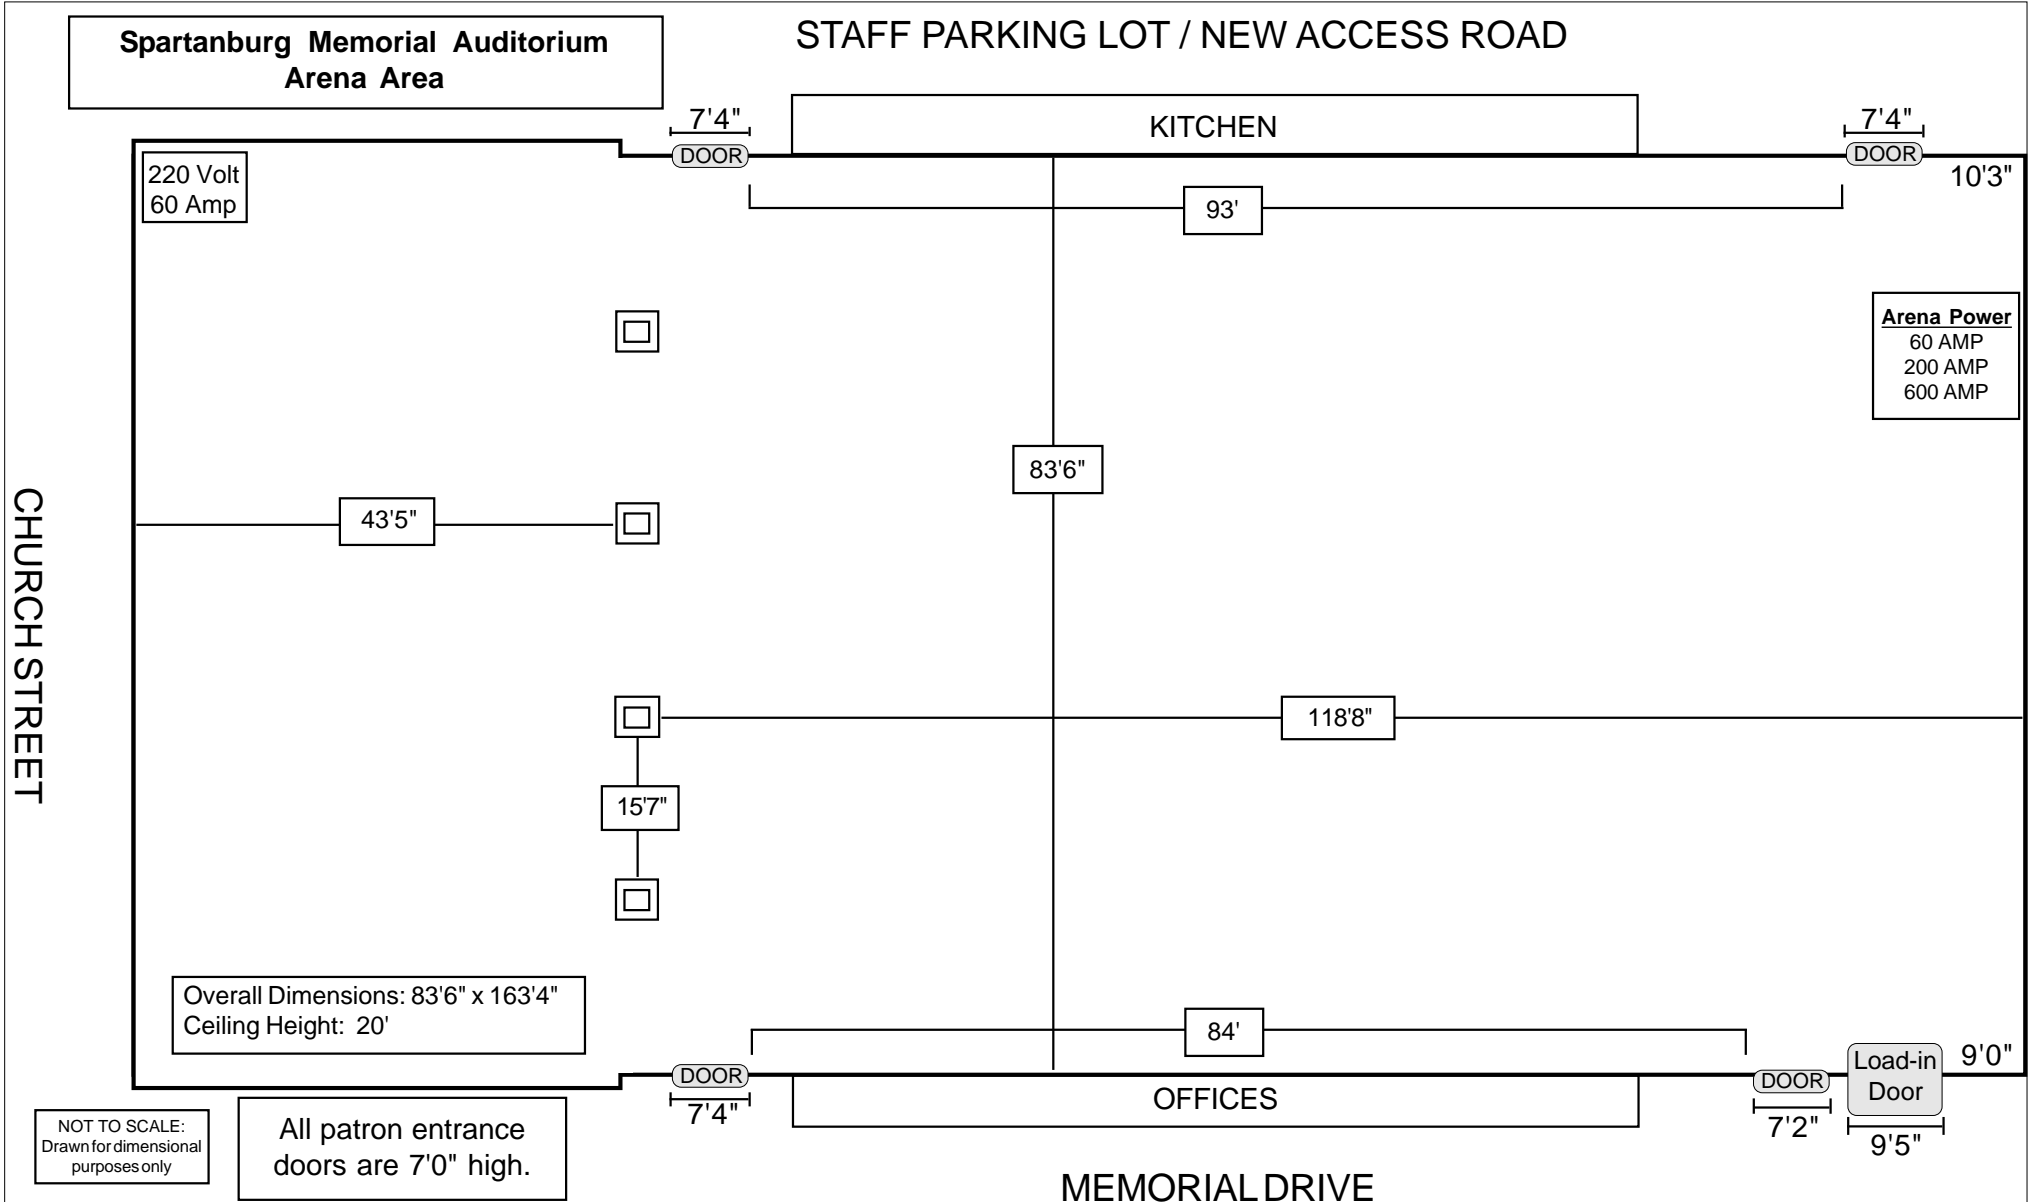 Spartanburg Memorial Auditorium
Arena Area
STAFF PARKING LOT / NEW ACCESS ROAD
7'4"
KITCHEN
7'4"
DOOR
DOOR
220 Volt
60 Amp
10'3"
93'
Arena Power
60 AMP
200 AMP
600 AMP
83'6"
CHURCH STREET
43'5"
118'8"
15'7"
Overall Dimensions: 83'6" x 163'4"
Ceiling Height: 20'
84'
DOOR
7'4"
OFFICES
DOOR
7'2"
Load-in
Door
9'0"
9'5"
NOT TO SCALE:
Drawn for dimensional
purposes only
All patron entrance
doors are 7'0" high.
MEMORIAL DRIVE